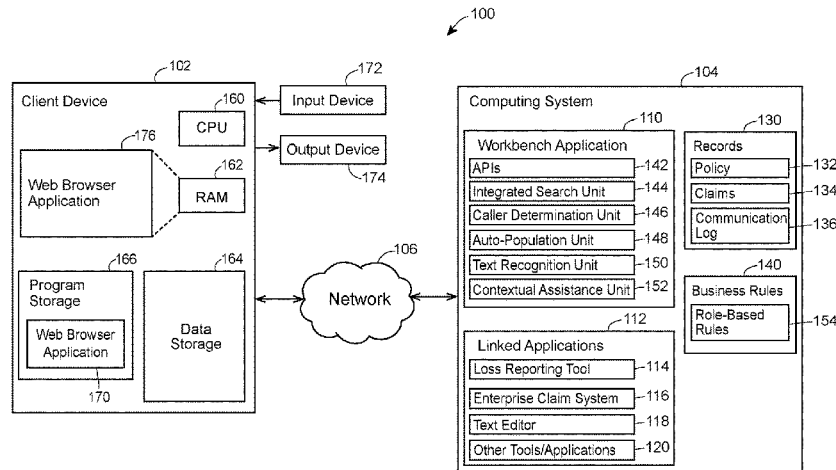 100
102
Client Device
160
CPU
172
Input Device
Output Device
174
176
Web Browser
Application
162
RAM
166
Program
Storage
Web Browser
Application
170
164
Data
Storage
106
Network
104
Computing System
110
Workbench Application
APIs
142
Integrated Search Unit
144
Caller Determination Unit
146
Auto-Population Unit
148
Text Recognition Unit
150
Contextual Assistance Unit
152
112
Linked Applications
Loss Reporting Tool
114
Enterprise Claim System
116
Text Editor
118
Other Tools/Applications
120
130
Records
Policy
132
Claims
134
Communication
Log
136
140
Business Rules
Role-Based
Rules
154